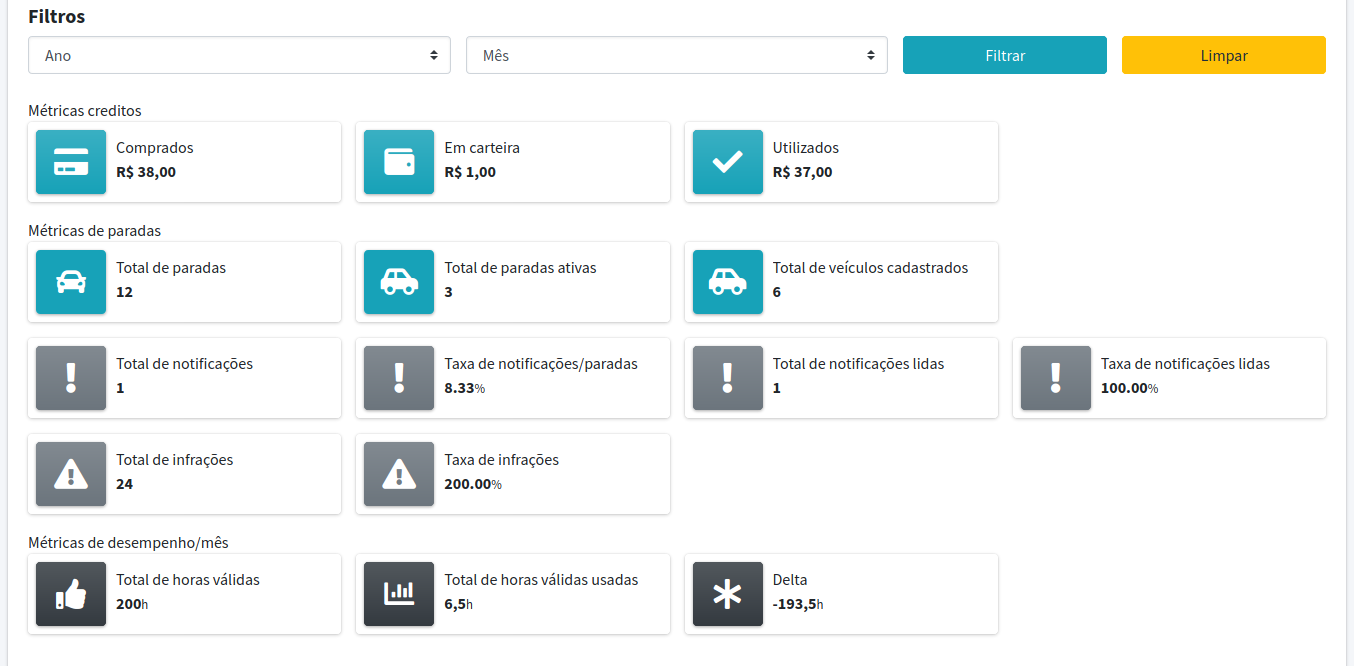 Filtros
Ano
Mês
Filtrar
Limpar
Métricas creditos
Comprados
R$ 38,00
Em carteira
R$ 1,00
Utilizados
R$ 37,00
Métricas de paradas
Total de paradas
12
Total de paradas ativas
3
Total de veículos cadastrados
6
Total de notificações
1
Taxa de notificações/paradas
8.33%
Total de notificações lidas
1
Taxa de notificações lidas
100.00%
Total de infrações
24
Taxa de infrações
200.00%
Métricas de desempenho/mês
Total de horas válidas
200h
Total de horas válidas usadas
6,5h
Delta
-193,5h